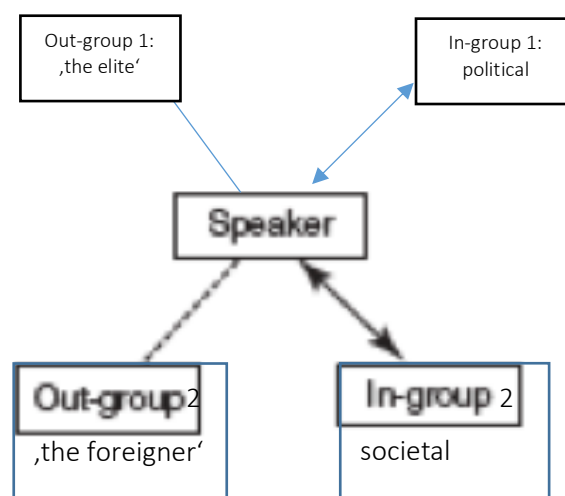 Out-group 1:
‚the elite‘
In-group 1:
political
Speaker
Out-group 2
‚the foreigner‘
In-group 2
societal